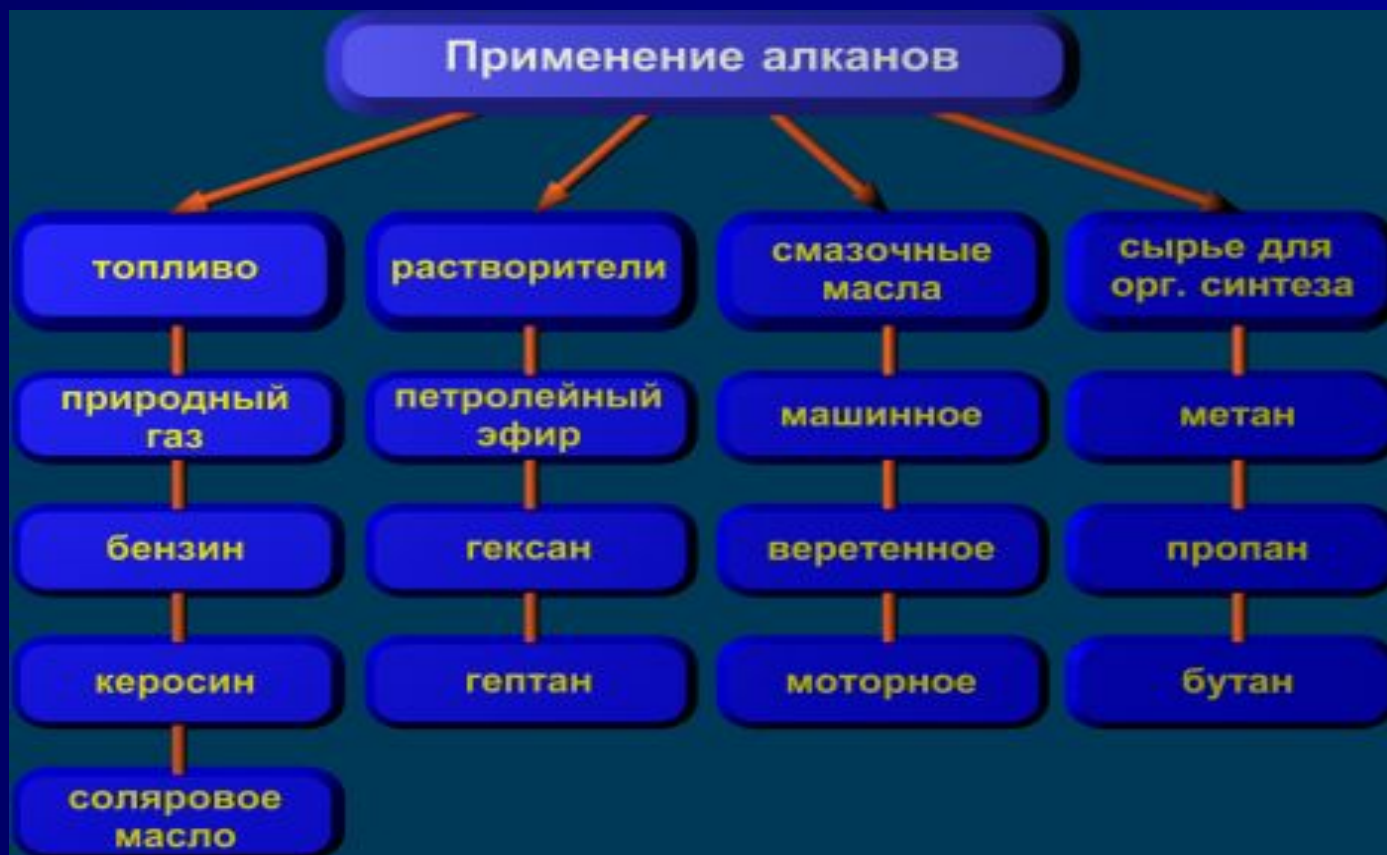 Применение алканов
топливо
природный
газ
бензин
керосин
соляровое
масло
растворители
петролейный
эфир
гексан
гептан
смазочные
масла
машинное
веретенное
моторное
сырье для
орг. синтеза
метан
пропан
бутан